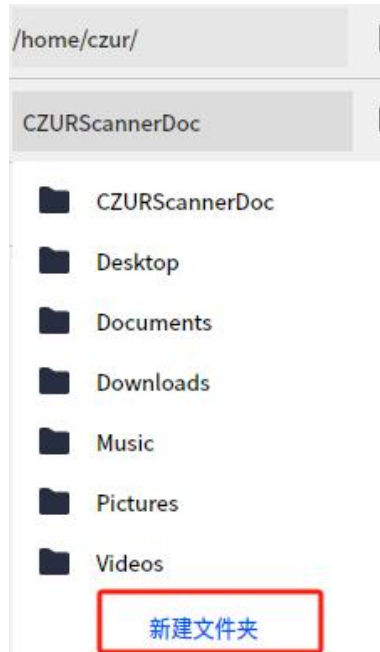 /home/czur/
CZURScannerDoc
CZURScannerDoc
Desktop
Documents
Downloads
Music
Pictures
Videos
新建文件夹